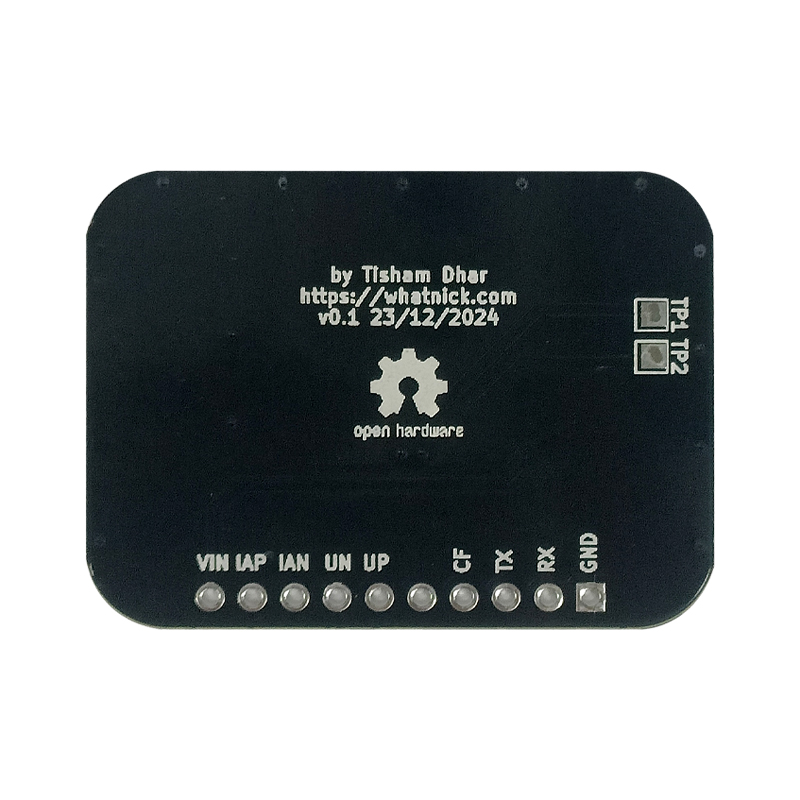 by Tisham Dhar
https://whatnick.com
v0.1 23/12/2024
TP1
TP2
open hardware
VIN IAP IAN UN UP CF TX RX GND